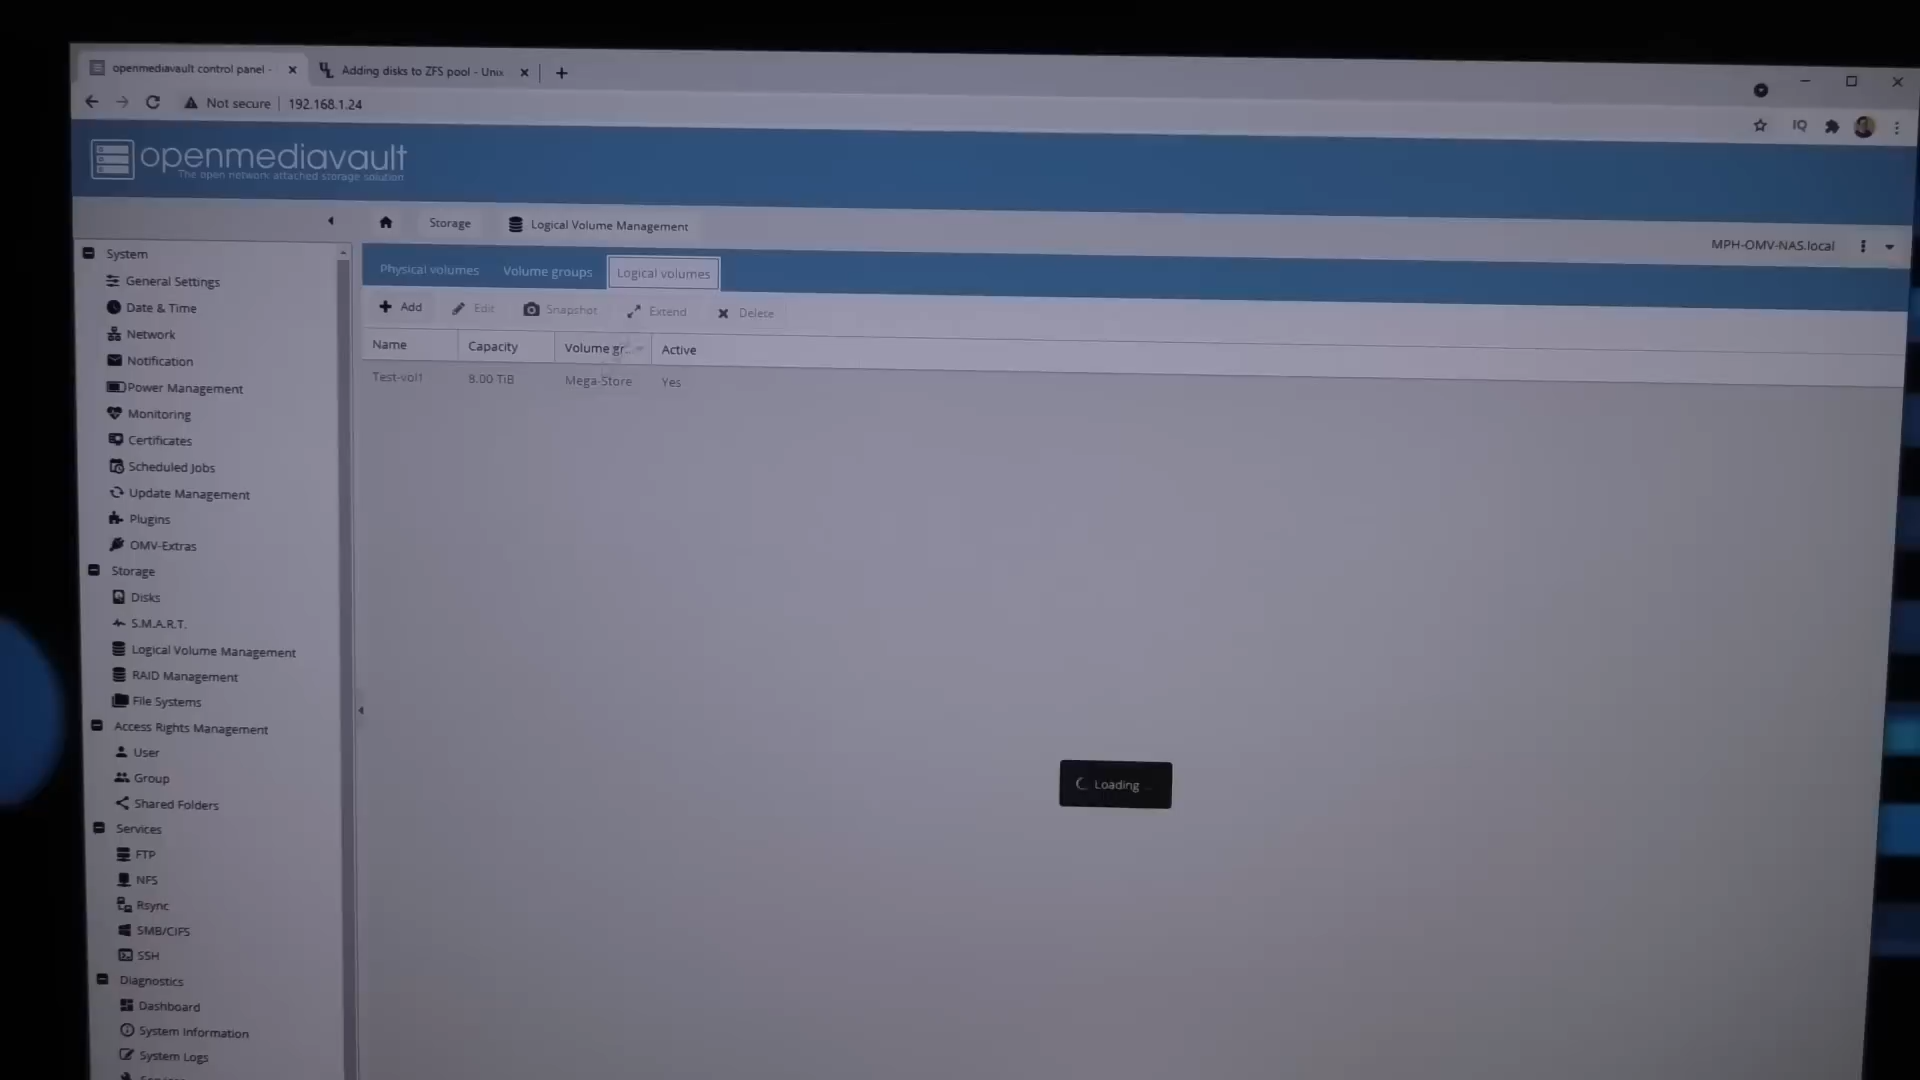 openmediavault control panel -
Adding disks to ZFS pool - Unix
Not secure
192.168.1.24
IQ
openmediavault
The open network attached storage solution
Storage
Logical Volume Management
MPH-OMV-NAS.local
Physical volumes
Volume groups
Logical volumes
Add
Edit
Snapshot
Extend
Delete
Name
Capacity
Volume gr...
Active
Test-vol1
8.00 TiB
Mega-Store
Yes
Loading ...
System
General Settings
Date & Time
Network
Notification
Power Management
Monitoring
Certificates
Scheduled Jobs
Update Management
Plugins
OMV-Extras
Storage
Disks
S.M.A.R.T.
Logical Volume Management
RAID Management
File Systems
Access Rights Management
User
Group
Shared Folders
Services
FTP
NFS
Rsync
SMB/CIFS
SSH
Diagnostics
Dashboard
System Information
System Logs